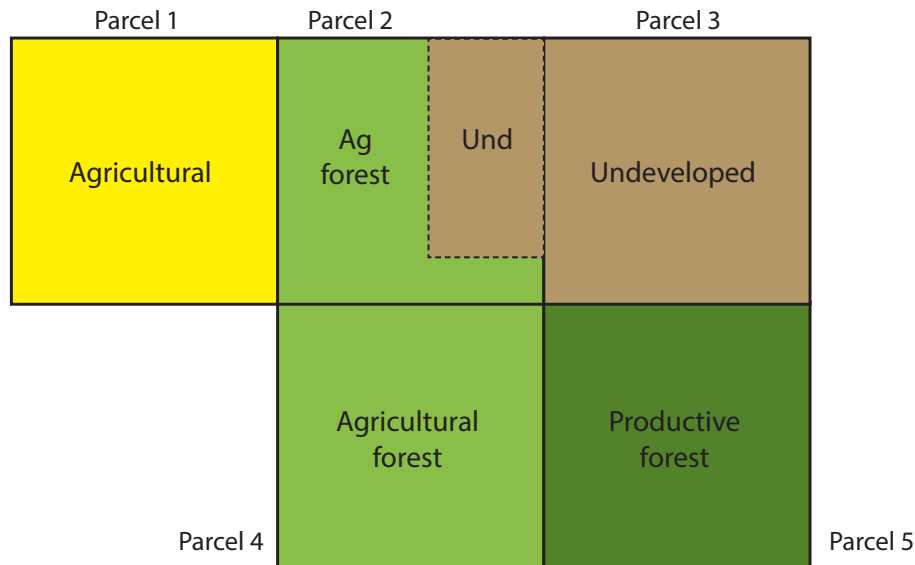 Parcel 1
Parcel 2
Parcel 3
Agricultural
Ag
forest
Und
Undeveloped
Agricultural
forest
Productive
forest
Parcel 4
Parcel 5